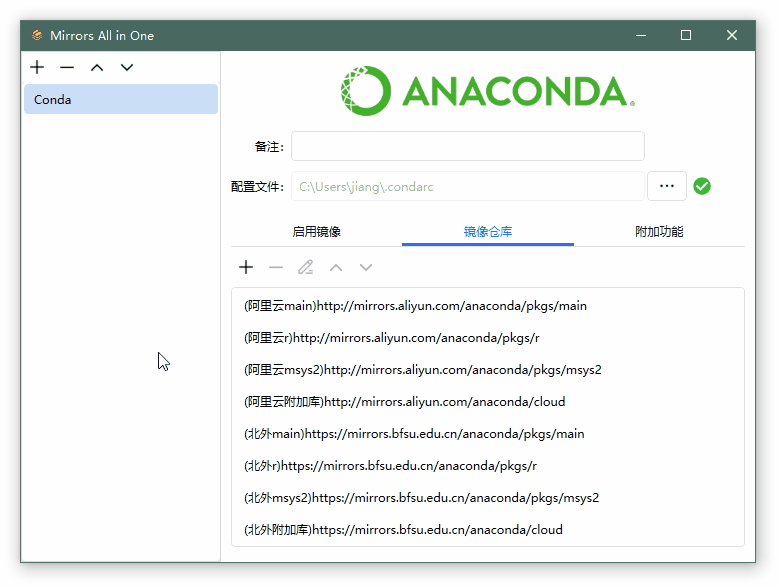 Mirrors All in One
Conda
ANACONDA.
备注:
配置文件: C:\Users\jiang\.condarc ...
启用镜像 镜像仓库 附加功能
(阿里云main)http://mirrors.aliyun.com/anaconda/pkgs/main
(阿里云r)http://mirrors.aliyun.com/anaconda/pkgs/r
(阿里云msys2)http://mirrors.aliyun.com/anaconda/pkgs/msys2
(阿里云附加库)http://mirrors.aliyun.com/anaconda/cloud
(北外main)https://mirrors.bfsu.edu.cn/anaconda/pkgs/main
(北外r)https://mirrors.bfsu.edu.cn/anaconda/pkgs/r
(北外msys2)https://mirrors.bfsu.edu.cn/anaconda/pkgs/msys2
(北外附加库)https://mirrors.bfsu.edu.cn/anaconda/cloud